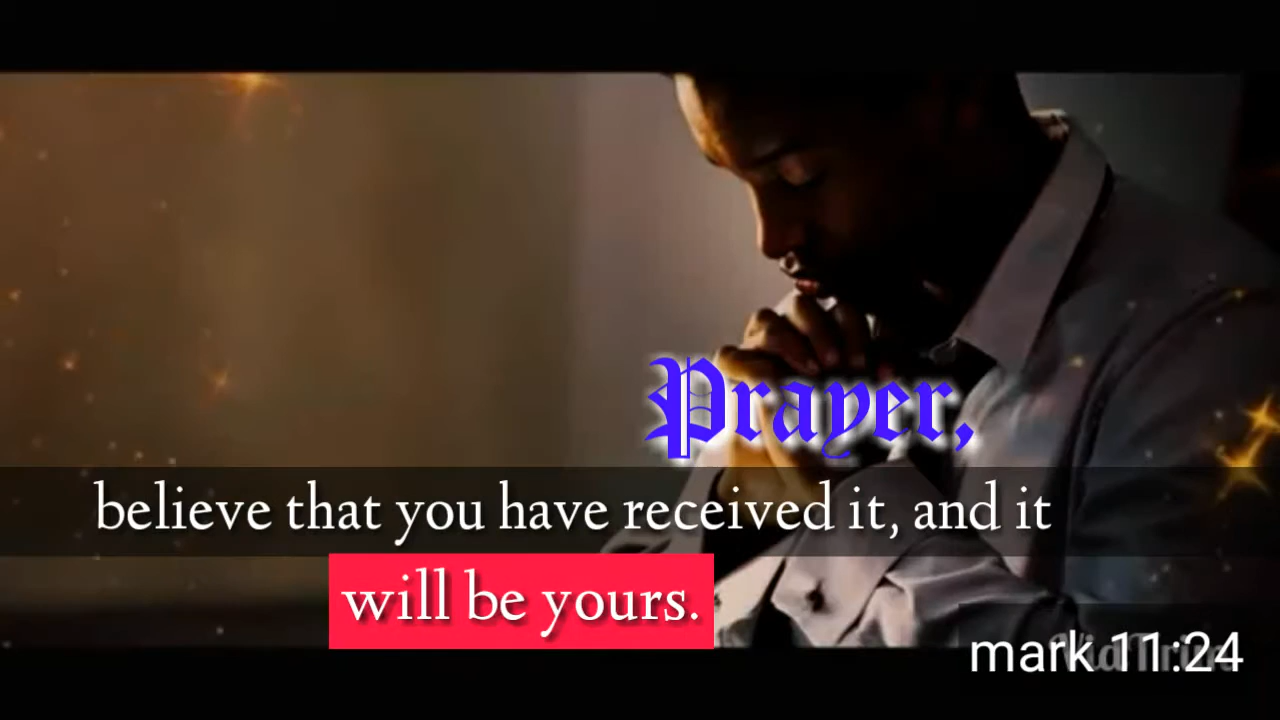 Prayer,
believe that you have received it, and it
will be yours.
mark 11:24